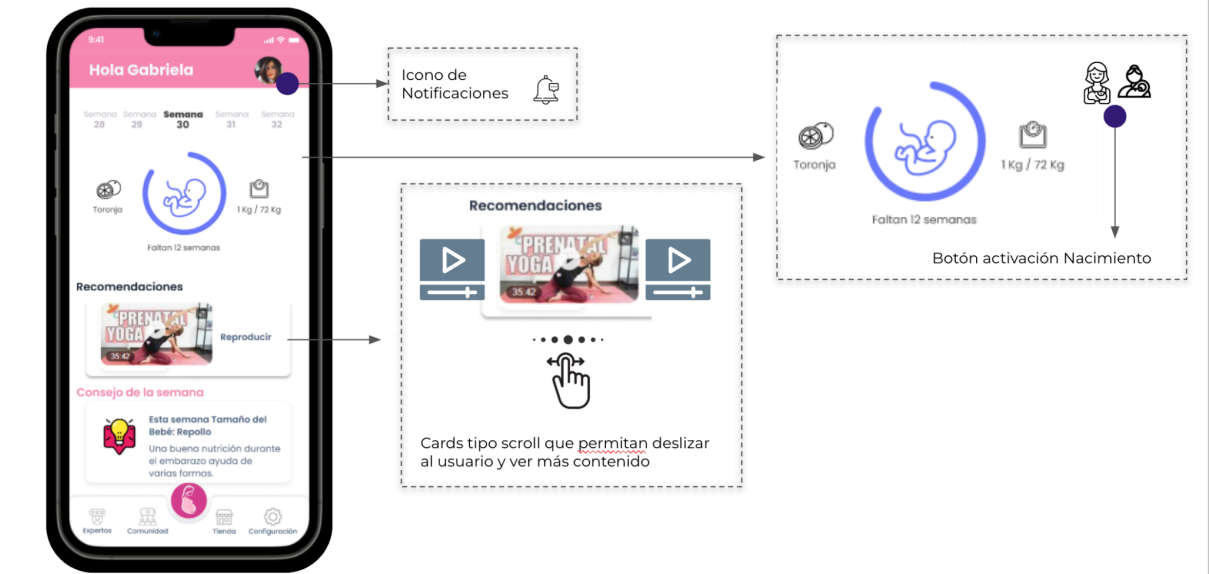 9:41
Hola Gabriela
Semana Semana Semana Semana Semana
28 29 30 31 32
Toronja
1 Kg / 72 Kg
Faltan 12 semanas
Recomendaciones
PRENATAL
YOGA
35:42
Reproducir
Consejo de la semana
Esta semana Tamaño del
Bebé: Repollo
Una buena nutrición durante
el embarazo ayuda de
varias formas.
Expertos
Comunidad
Tienda
Configuración
Icono de
Notificaciones
Recomendaciones
PRENATAL
YOGA
35:42
Cards tipo scroll que permitan deslizar
al usuario y ver más contenido
Toronja
1 Kg / 72 Kg
Faltan 12 semanas
Botón activación Nacimiento